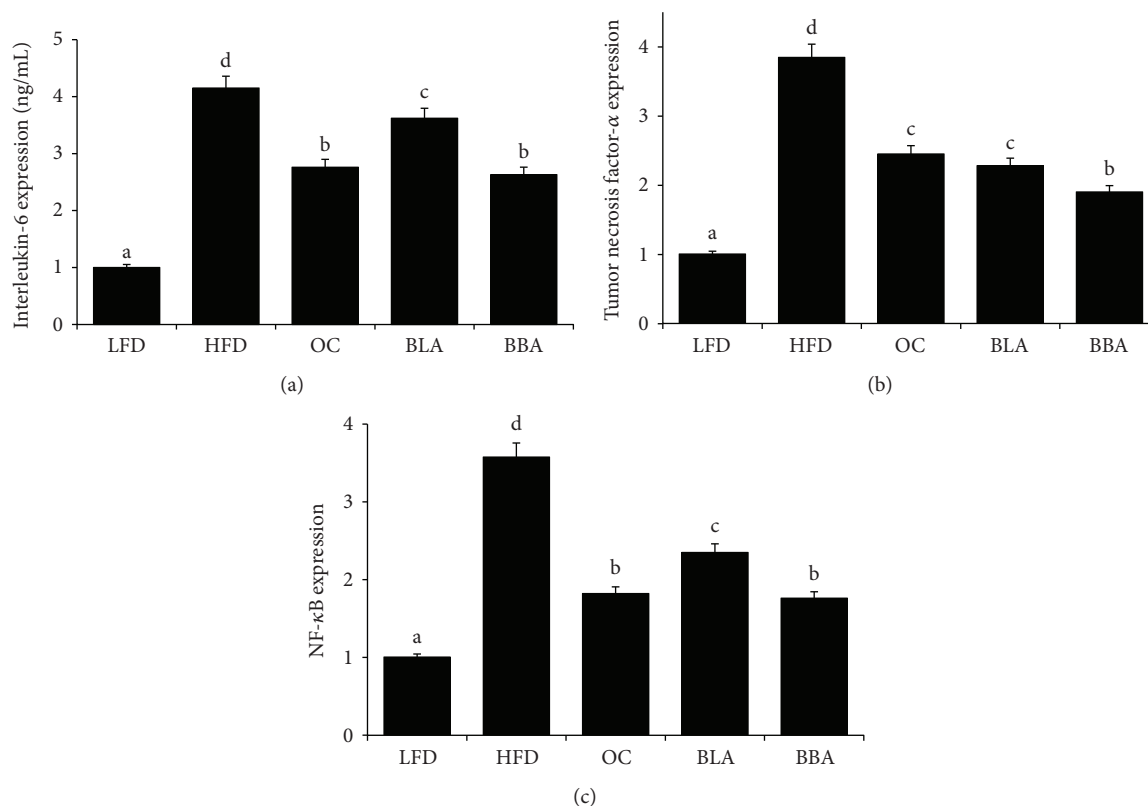 Interleukin-6 expression (ng/mL)
5
4
3
2
1
0
a
d
b
c
b
LFD HFD OC BLA BBA
(a)
Tumor necrosis factor-α expression
4
3
2
1
0
a
d
c
c
b
LFD HFD OC BLA BBA
(b)
NF-κB expression
4
3
2
1
0
a
d
b
c
b
LFD HFD OC BLA BBA
(c)